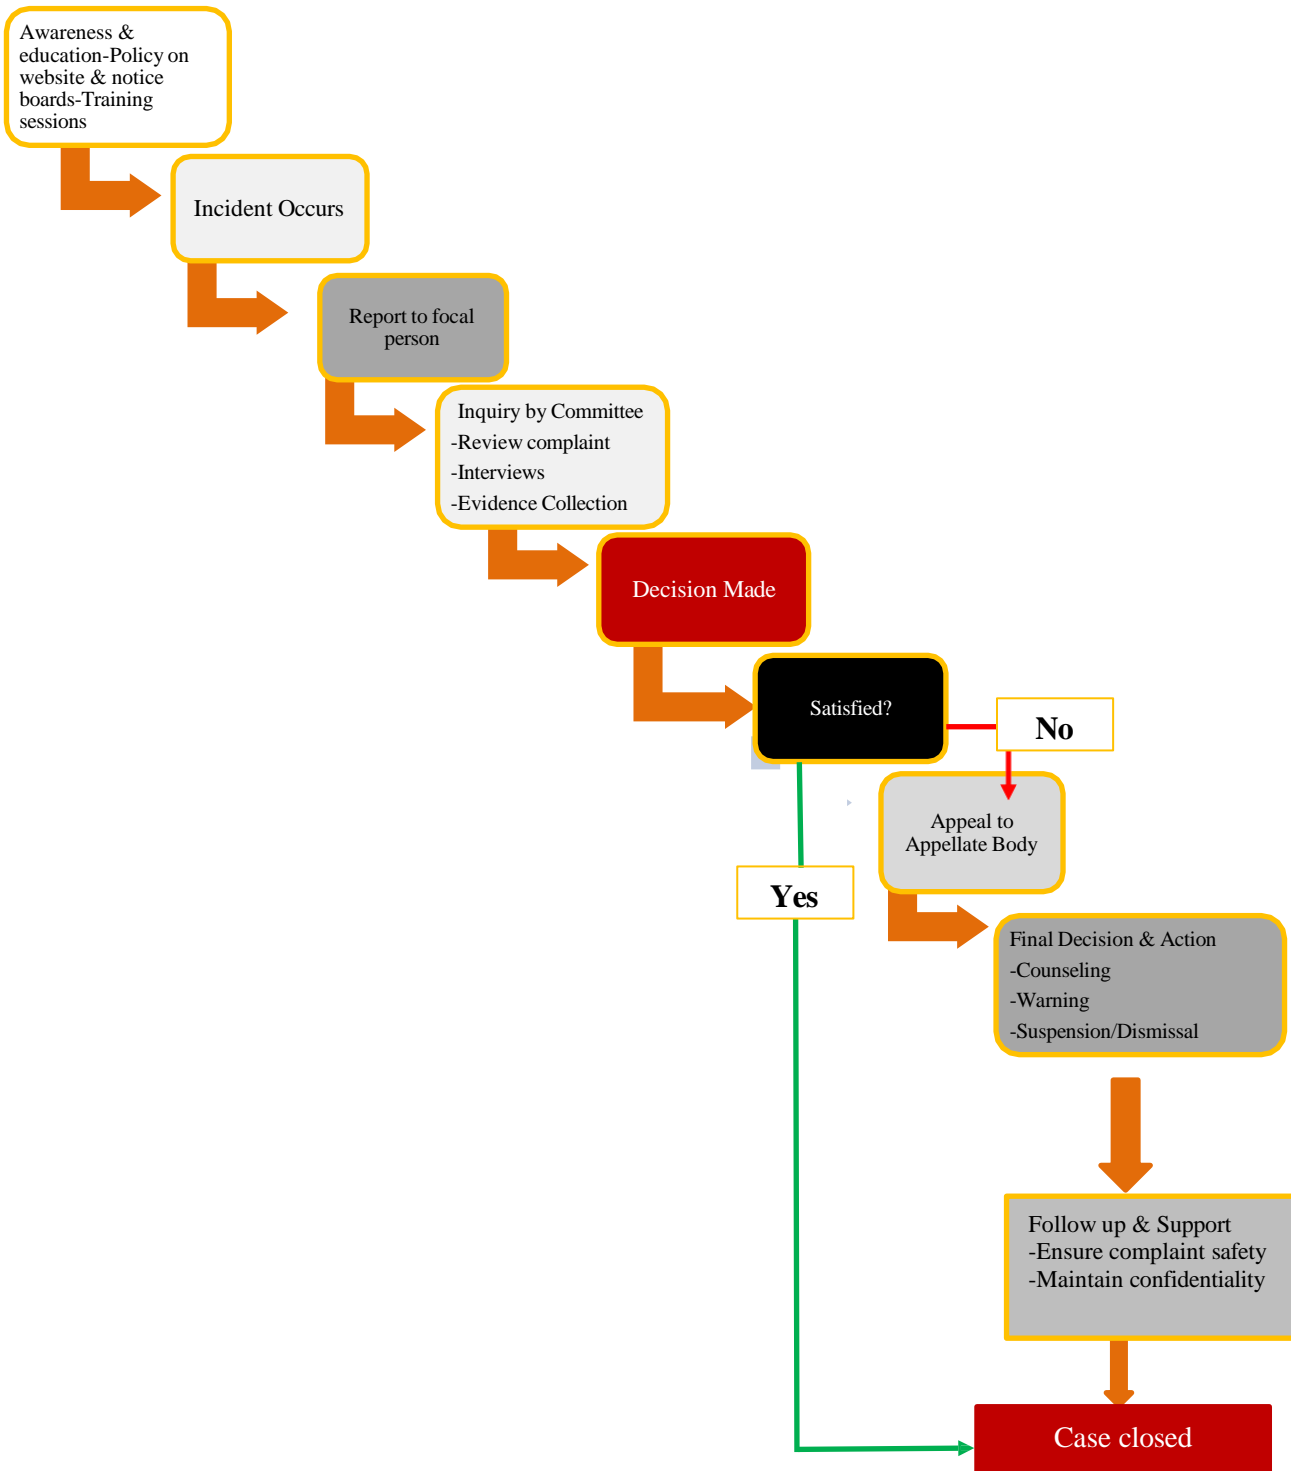 Awareness &
education-Policy on
website & notice
boards-Training
sessions
Incident Occurs
Report to focal
person
Inquiry by Committee
-Review complaint
-Interviews
-Evidence Collection
Decision Made
Satisfied?
No
Appeal to
Appellate Body
Yes
Final Decision & Action
-Counseling
-Warning
-Suspension/Dismissal
Follow up & Support
-Ensure complaint safety
-Maintain confidentiality
Case closed